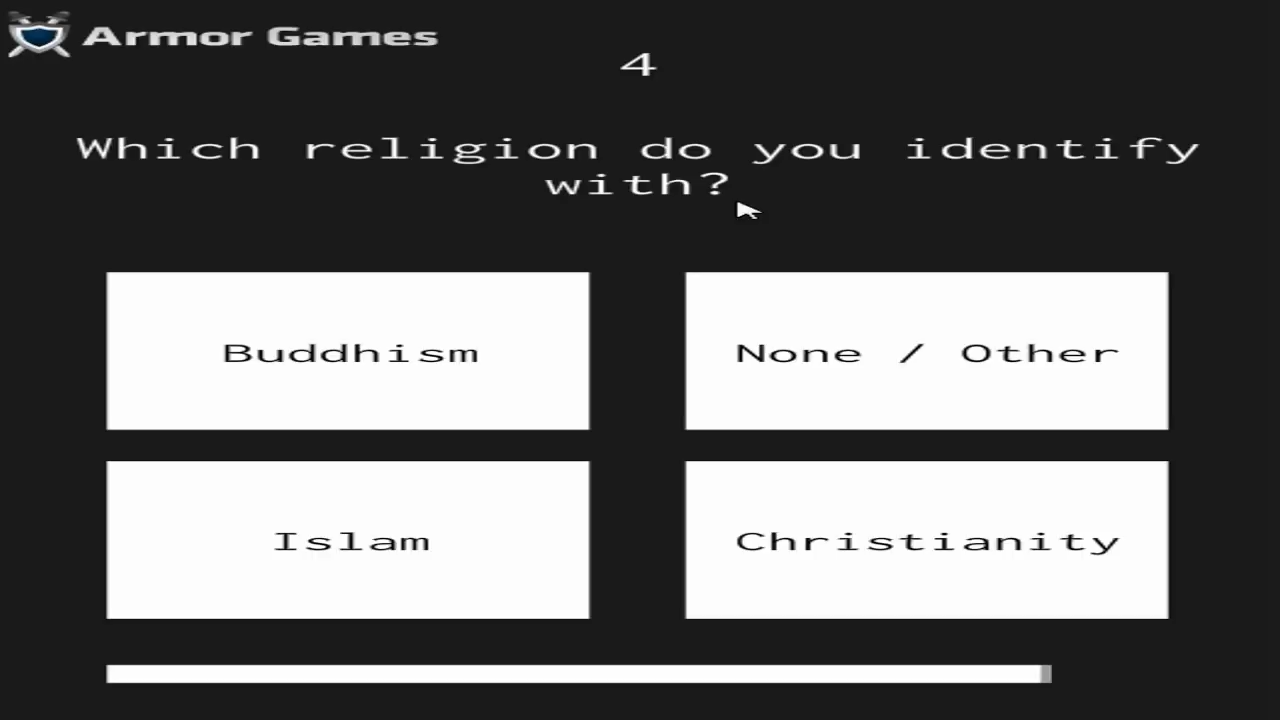 Armor Games
4
Which religion do you identify
with?
Buddhism
None / Other
Islam
Christianity